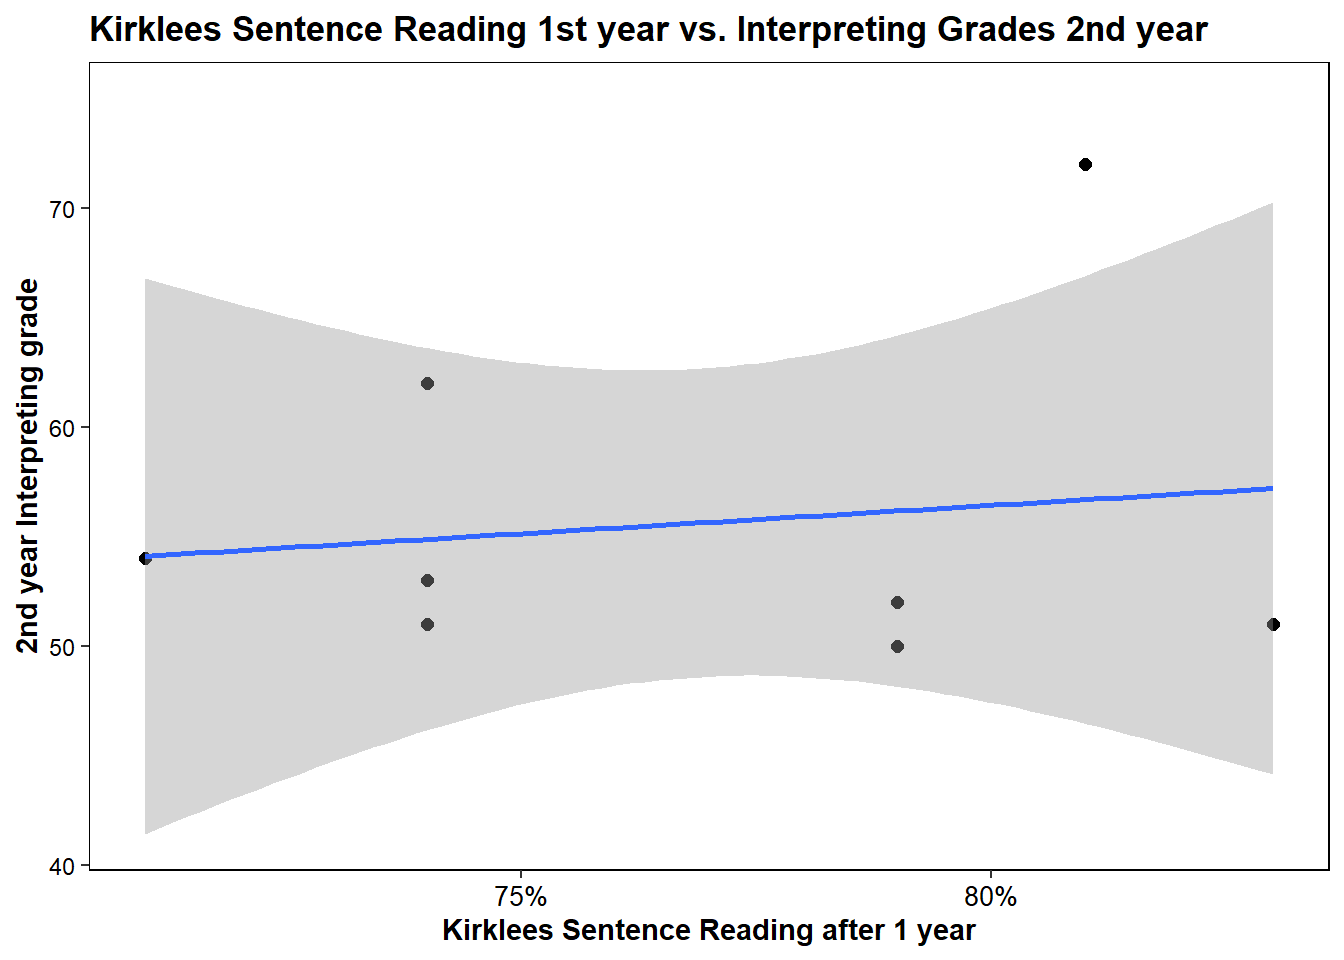 Kirklees Sentence Reading 1st year vs. Interpreting Grades 2nd year
2nd year Interpreting grade
70
60
50
40
75%
80%
Kirklees Sentence Reading after 1 year